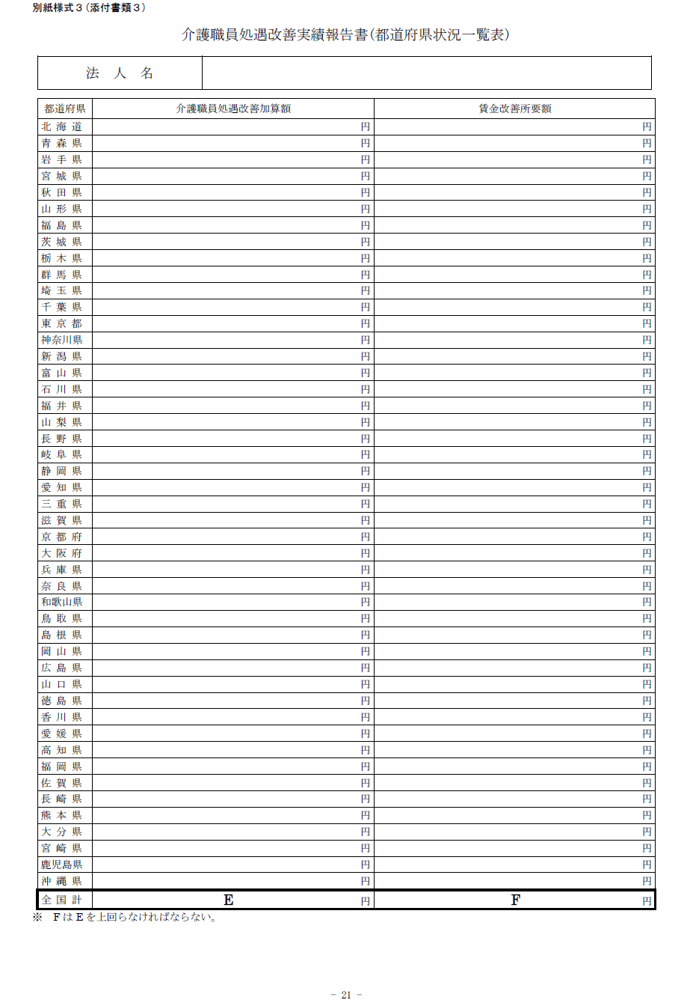 別紙様式３（添付書類３）
介護職員処遇改善実績報告書（都道府県状況一覧表）
法　人　名
都道府県　介護職員処遇改善加算額　賃金改善所要額
北 海 道　円　円
青 森 県　円　円
岩 手 県　円　円
宮 城 県　円　円
秋 田 県　円　円
山 形 県　円　円
福 島 県　円　円
茨 城 県　円　円
栃 木 県　円　円
群 馬 県　円　円
埼 玉 県　円　円
千 葉 県　円　円
東 京 都　円　円
神奈川県　円　円
新 潟 県　円　円
富 山 県　円　円
石 川 県　円　円
福 井 県　円　円
山 梨 県　円　円
長 野 県　円　円
岐 阜 県　円　円
静 岡 県　円　円
愛 知 県　円　円
三 重 県　円　円
滋 賀 県　円　円
京 都 府　円　円
大 阪 府　円　円
兵 庫 県　円　円
奈 良 県　円　円
和歌山県　円　円
鳥 取 県　円　円
島 根 県　円　円
岡 山 県　円　円
広 島 県　円　円
山 口 県　円　円
徳 島 県　円　円
香 川 県　円　円
愛 媛 県　円　円
高 知 県　円　円
福 岡 県　円　円
佐 賀 県　円　円
長 崎 県　円　円
熊 本 県　円　円
大 分 県　円　円
宮 崎 県　円　円
鹿児島県　円　円
沖 縄 県　円　円
全 国 計　E　円　F　円
※　F は E を上回らなければならない。
- 21 -